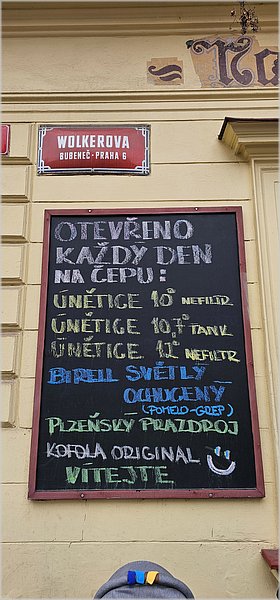 No
WOLKEROVA
BUBENEČ - PRAHA 6
OTEVŘENO
KAŽDÝ DEN
NA ČEPU:
ÚNĚTICE 10° NEFILTR.
ÚNĚTICE 10,7° TANK
ÚNĚTICE 12° NEFILTR
BIRELL SVĚTLÝ
OCHUCENÝ
(POMELO-GREP)
PLZEŇSKÝ PRAZDROJ
KOFOLA ORIGINAL
VÍTEJTE